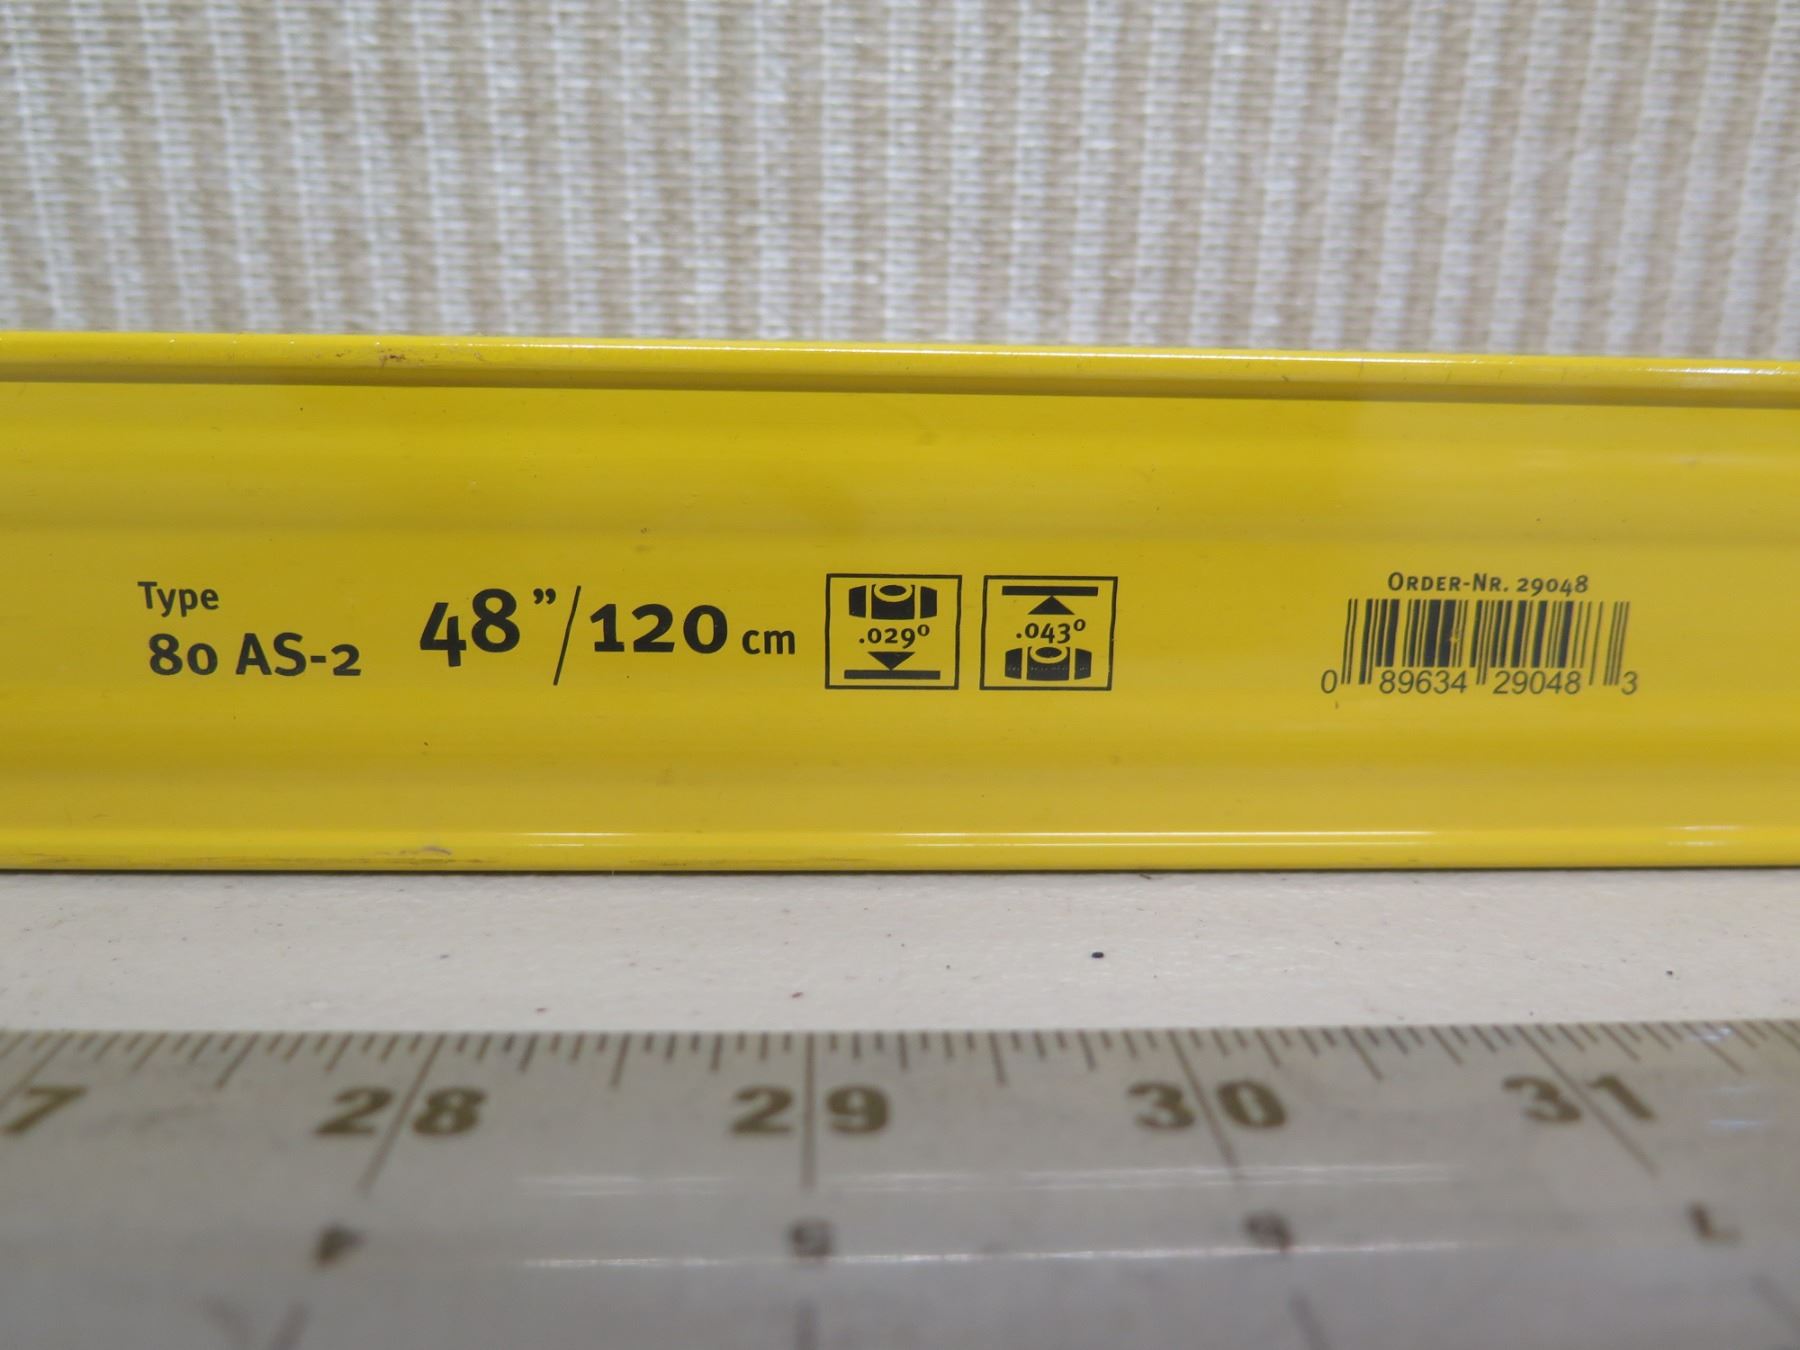 Type
80 AS-2
48”/120 cm
.029°
.043°
ORDER-NR. 29048
0 89634 29048 3
7 28 29 30 31